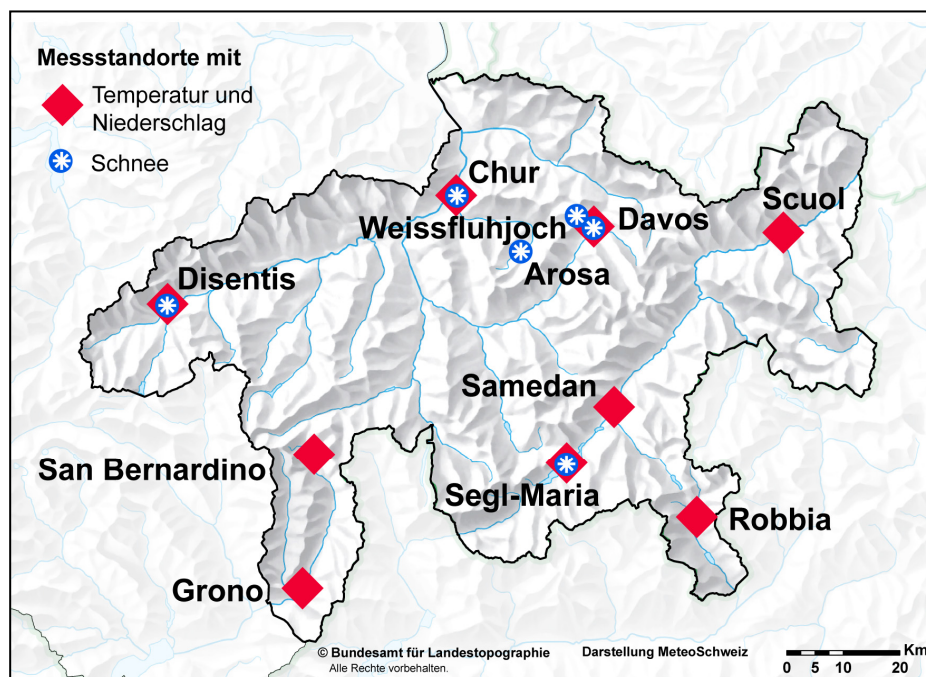 Messstandorte mit
Temperatur und
Niederschlag
Schnee
Chur
Scuol
Weissfluhjoch
Davos
Arosa
Disentis
Samedan
San Bernardino
Segl-Maria
Robbia
Grono
© Bundesamt für Landestopographie
Alle Rechte vorbehalten.
Darstellung MeteoSchweiz
Km
0 5 10 20